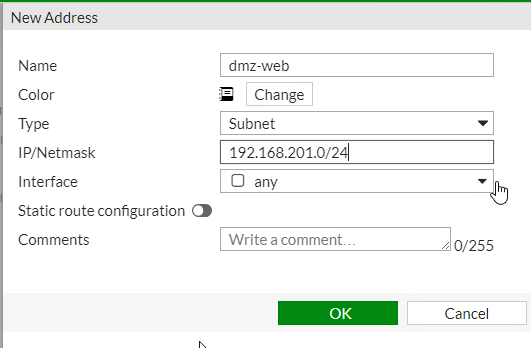 New Address
Name dmz-web
Color Change
Type Subnet
IP/Netmask 192.168.201.0/24
Interface any
Static route configuration
Comments Write a comment... 0/255
OK Cancel